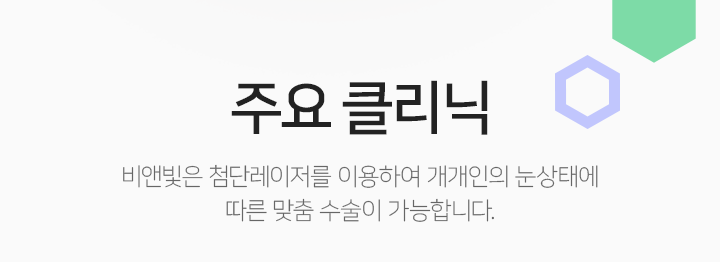 주요 클리닉
비앤빛은 첨단레이저를 이용하여 개개인의 눈상태에
따른 맞춤 수술이 가능합니다.